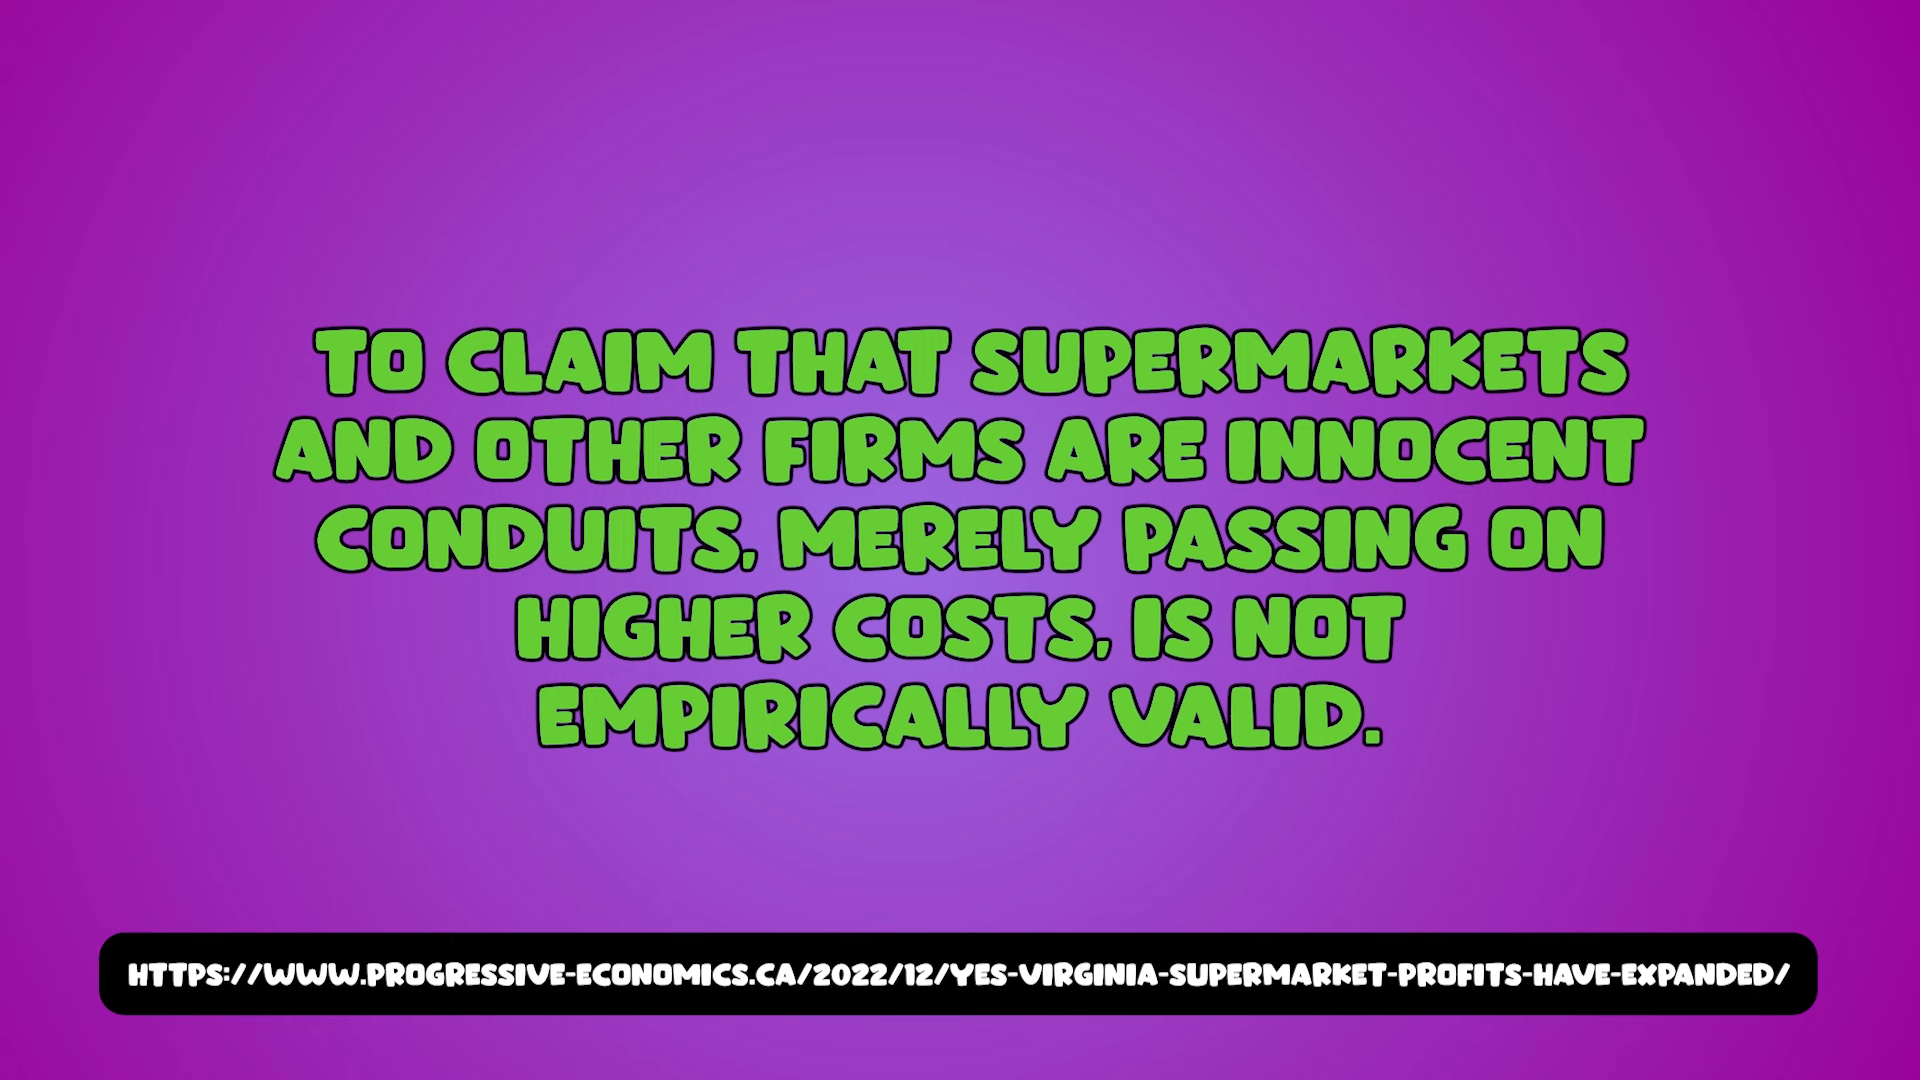 TO CLAIM THAT SUPERMARKETS
AND OTHER FIRMS ARE INNOCENT
CONDUITS, MERELY PASSING ON
HIGHER COSTS, IS NOT
EMPIRICALLY VALID.
HTTPS://WWW.PROGRESSIVE-ECONOMICS.CA/2022/12/YES-VIRGINIA-SUPERMARKET-PROFITS-HAVE-EXPANDED/